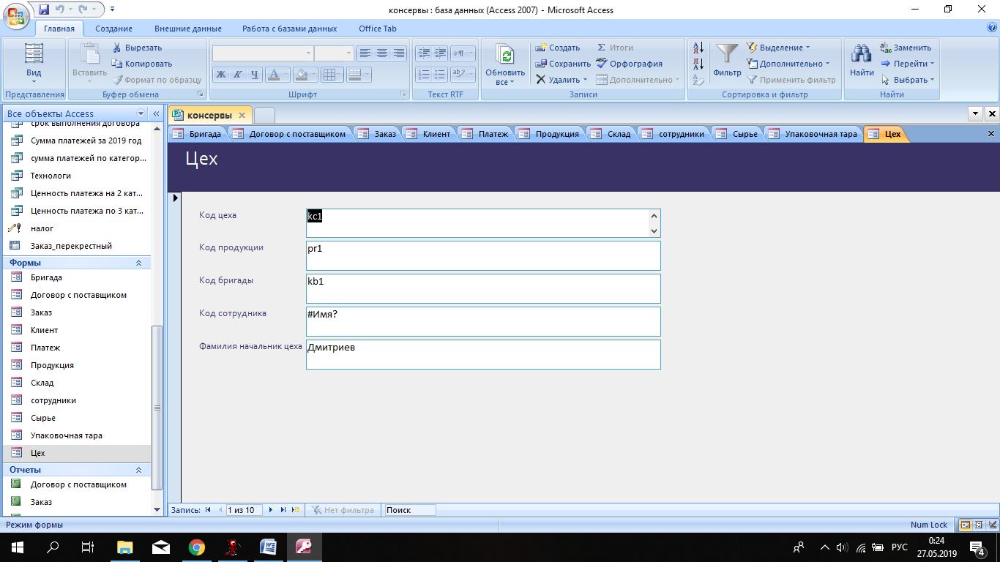 консервы : база данных (Access 2007) - Microsoft Access
Главная Создание Внешние данные Работа с базами данных Office Tab
Вид
Представления
Вставить
Вырезать
Копировать
Формат по образцу
Буфер обмена
Ж К Ч
Шрифт
Текст RTF
Обновить все
Создать
Сохранить
Удалить
Итоги
Орфография
Дополнительно
Записи
Фильтр
Выделение
Дополнительно
Применить фильтр
Сортировка и фильтр
Найти
Заменить
Перейти
Выбрать
Найти
Все объекты Access
консервы
срок выполнения договора
Сумма платежей за 2019 год
сумма платежей по категор...
Технологи
Ценность платежа на 2 кат...
Ценность платежа по 3 кат...
налог
Заказ_перекрестный
Формы
Бригада
Договор с поставщиком
Заказ
Клиент
Платеж
Продукция
Склад
сотрудники
Сырье
Упаковочная тара
Цех
Отчеты
Договор с поставщиком
Заказ
Бригада Договор с поставщиком Заказ Клиент Платеж Продукция Склад сотрудники Сырье Упаковочная тара Цех
Цех
Код цеха kc1
Код продукции pr1
Код бригады kb1
Код сотрудника #Имя?
Фамилия начальник цеха Дмитриев
Запись: 1 из 10 Нет фильтра Поиск
Режим формы Num Lock
РУС
0:24
27.05.2019
4